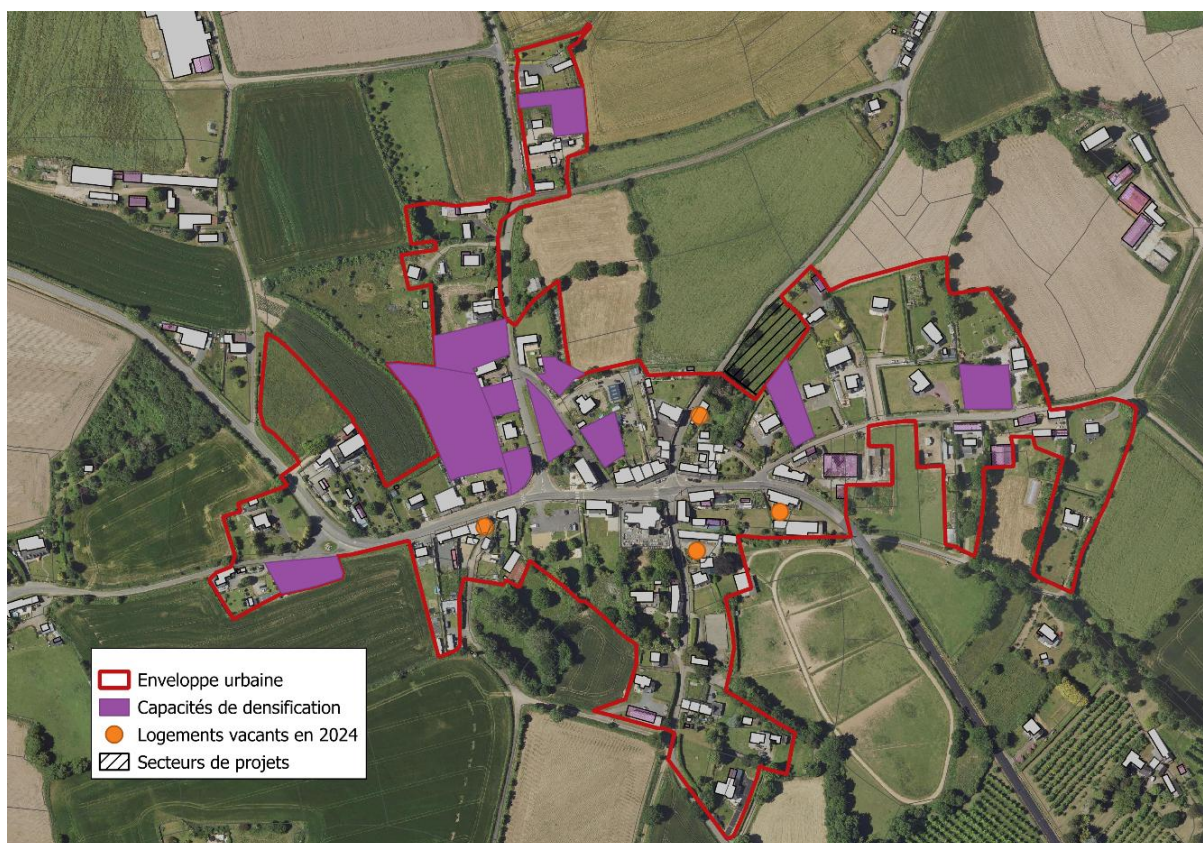 Enveloppe urbaine
Capacités de densification
Logements vacants en 2024
Secteurs de projets